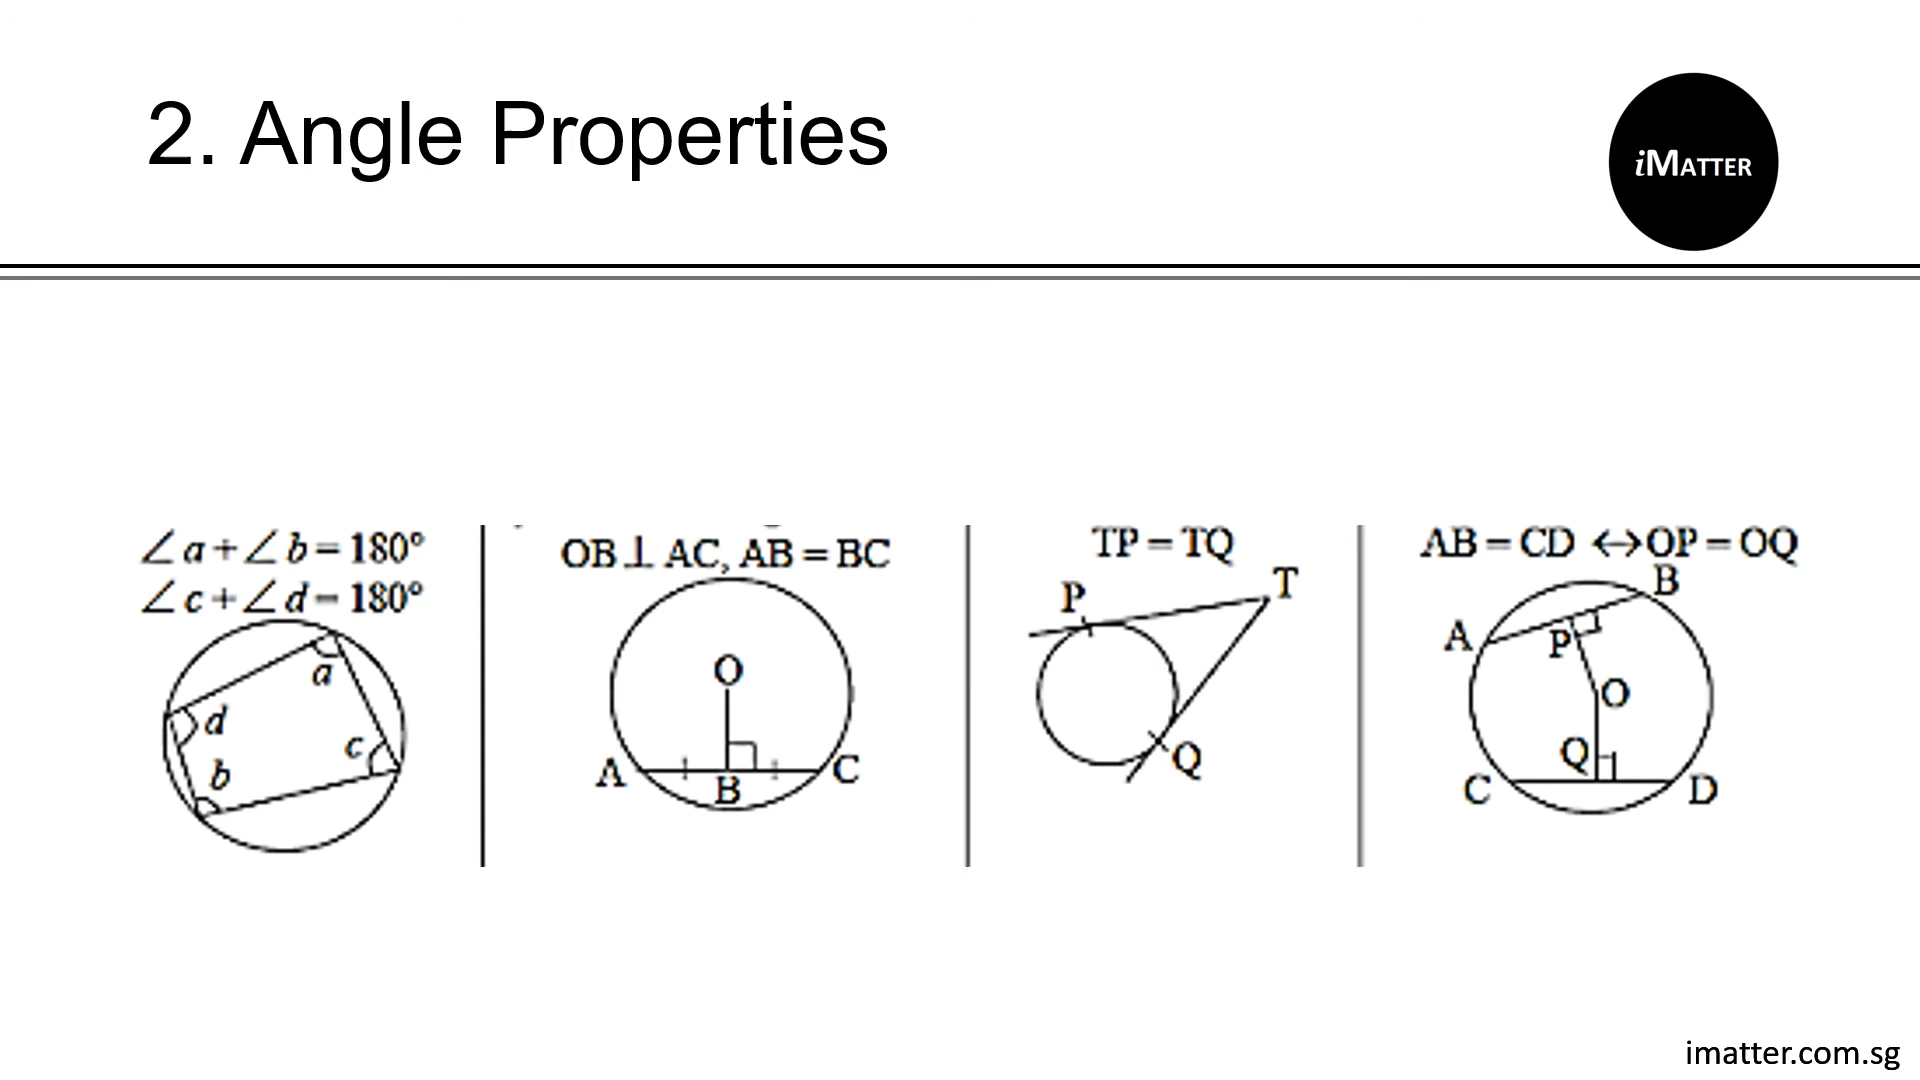 2. Angle Properties
iMATTER
∠a+∠b=180°
∠c+∠d=180°
a
d
c
b
OB⊥AC, AB=BC
O
A
B
C
TP=TQ
P
T
Q
AB=CD ↔OP=OQ
B
A
P
O
Q
C
D
imatter.com.sg